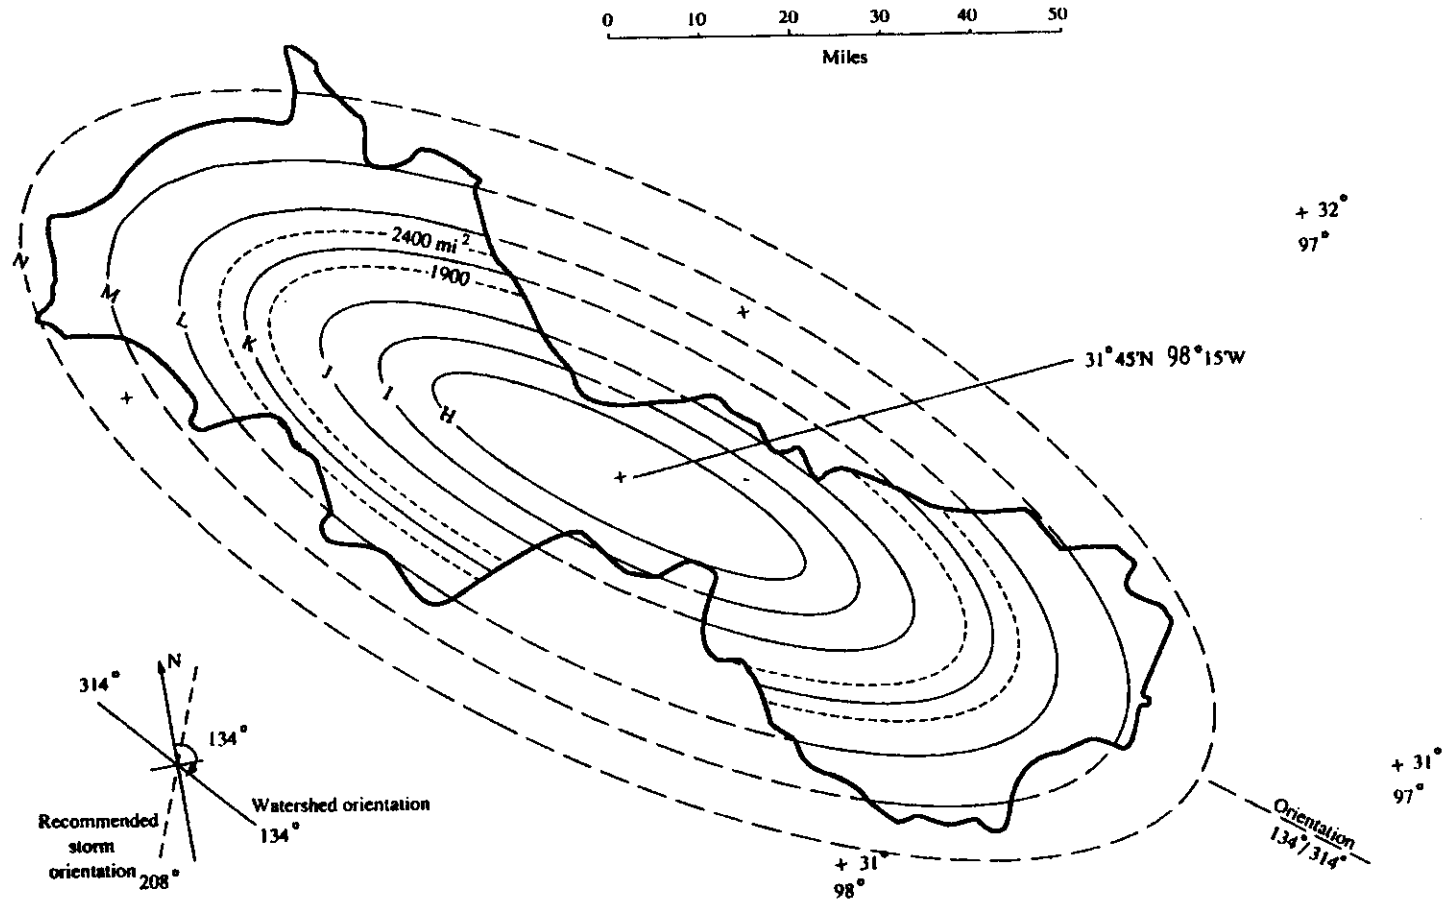 0 10 20 30 40 50
Miles
+ 32°
97°
N
2400 mi²
1900
M
L
K
J
I
H
31°45'N 98°15'W
314°
N
134°
Watershed orientation
134°
Recommended
storm
orientation
208°
+ 31°
97°
Orientation
134°/314°
+ 31°
98°